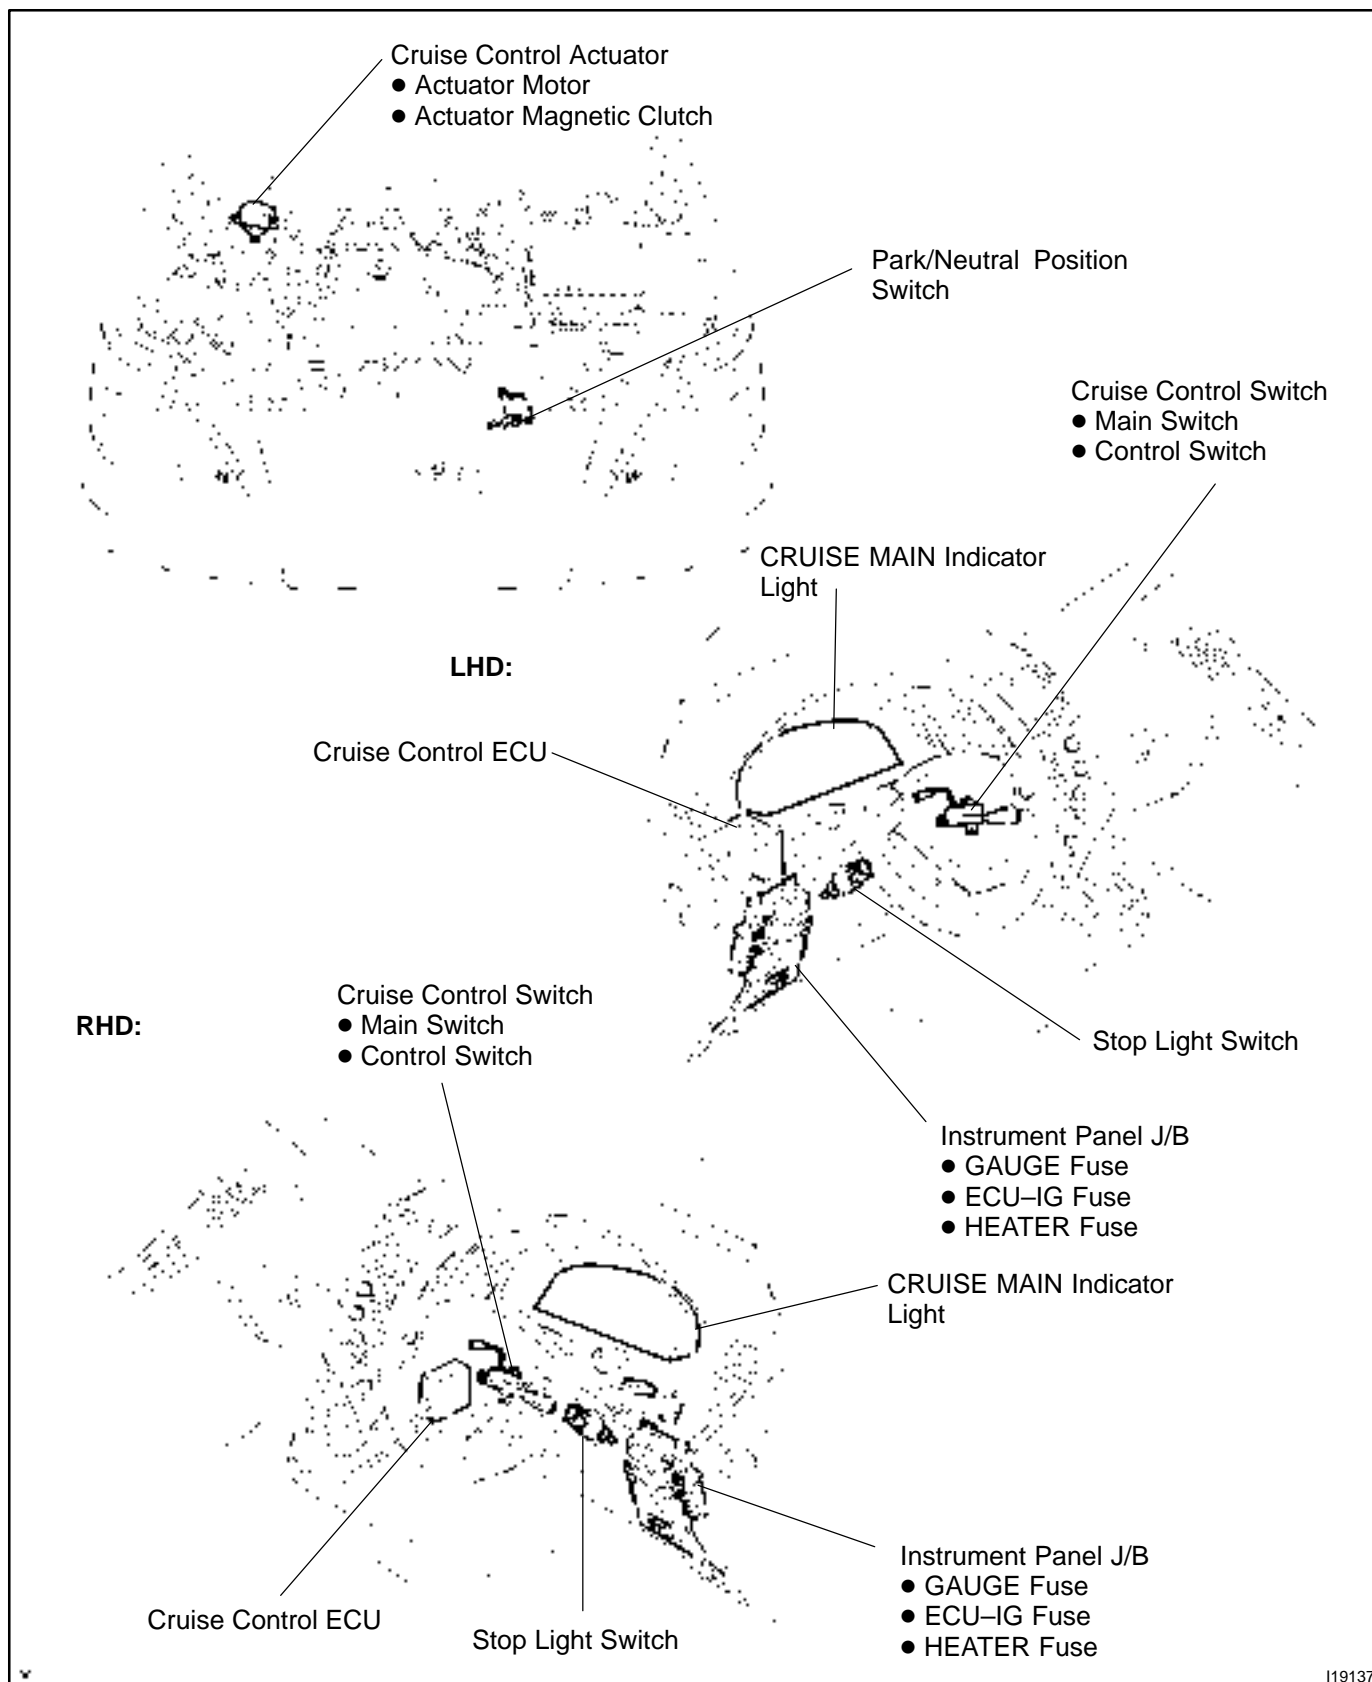 Cruise Control Actuator
● Actuator Motor
● Actuator Magnetic Clutch
Park/Neutral Position
Switch
Cruise Control Switch
● Main Switch
● Control Switch
CRUISE MAIN Indicator
Light
LHD:
Cruise Control ECU
Cruise Control Switch
● Main Switch
● Control Switch
RHD:
Stop Light Switch
Instrument Panel J/B
● GAUGE Fuse
● ECU–IG Fuse
● HEATER Fuse
CRUISE MAIN Indicator
Light
Instrument Panel J/B
● GAUGE Fuse
● ECU–IG Fuse
● HEATER Fuse
Cruise Control ECU
Stop Light Switch
I19137